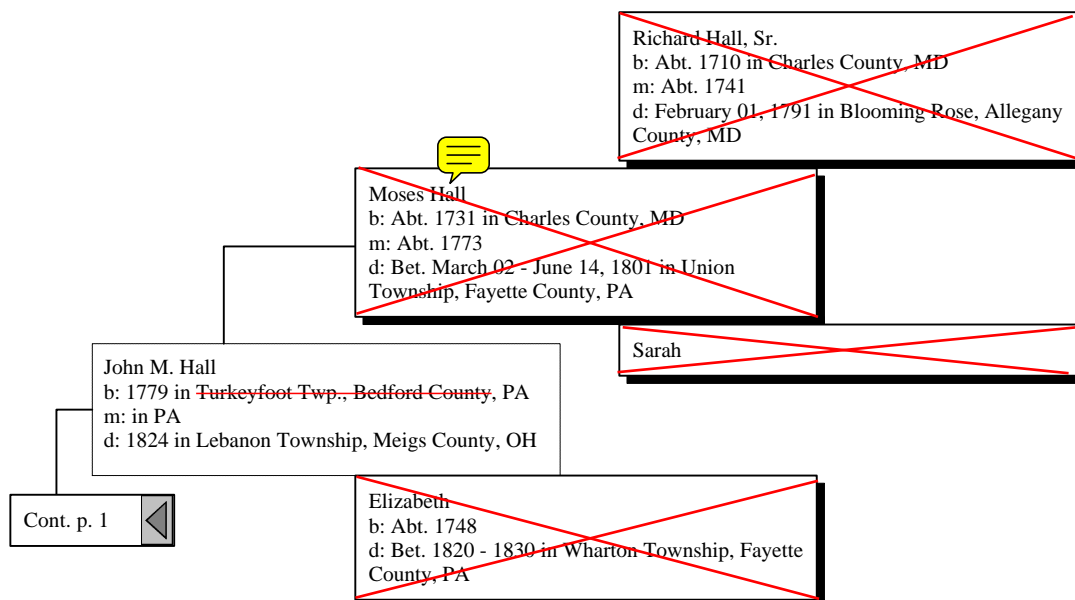 Richard Hall, Sr.
b: Abt. 1710 in Charles County, MD
m: Abt. 1741
d: February 01, 1791 in Blooming Rose, Allegany
County, MD
Moses Hall
b: Abt. 1731 in Charles County, MD
m: Abt. 1773
d: Bet. March 02 - June 14, 1801 in Union
Township, Fayette County, PA
Sarah
John M. Hall
b: 1779 in Turkeyfoot Twp., Bedford County, PA
m: in PA
d: 1824 in Lebanon Township, Meigs County, OH
Elizabeth
b: Abt. 1748
d: Bet. 1820 - 1830 in Wharton Township, Fayette
County, PA
Cont. p. 1